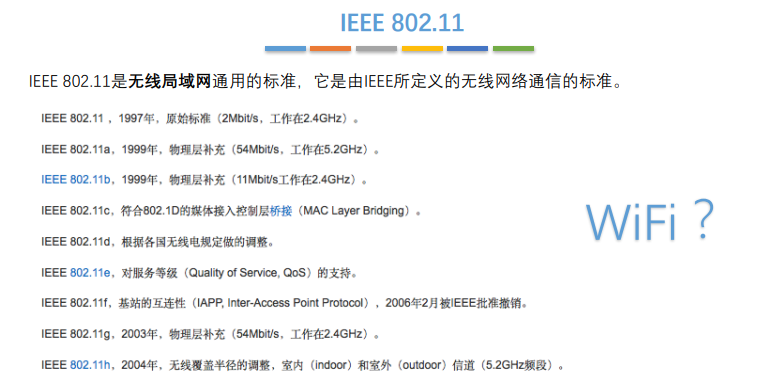 IEEE 802.11
IEEE 802.11是无线局域网通用的标准，它是由IEEE所定义的无线网络通信的标准。
IEEE 802.11 ，1997年，原始标准（2Mbit/s，工作在2.4GHz）。
IEEE 802.11a，1999年，物理层补充（54Mbit/s，工作在5.2GHz）。
IEEE 802.11b，1999年，物理层补充（11Mbit/s工作在2.4GHz）。
IEEE 802.11c，符合802.1D的媒体接入控制层桥接（MAC Layer Bridging）。
IEEE 802.11d，根据各国无线电规定做的调整。
IEEE 802.11e，对服务等级（Quality of Service, QoS）的支持。
IEEE 802.11f，基站的互连性（IAPP, Inter-Access Point Protocol），2006年2月被IEEE批准撤销。
IEEE 802.11g，2003年，物理层补充（54Mbit/s，工作在2.4GHz）。
IEEE 802.11h，2004年，无线覆盖半径的调整，室内（indoor）和室外（outdoor）信道（5.2GHz频段）。
WiFi？